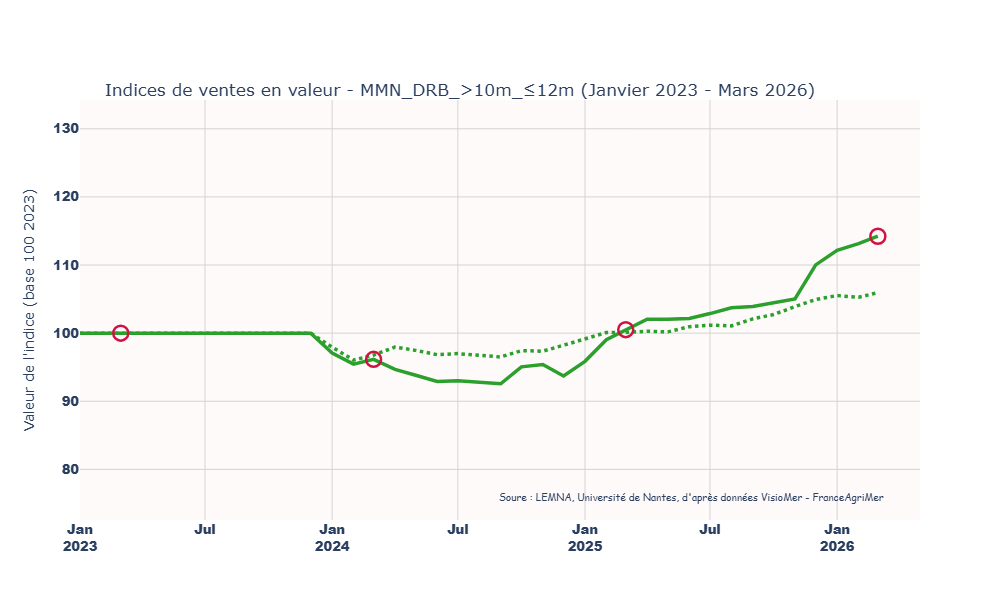 Indices de ventes en valeur - MMN_DRB_>10m_≤12m (Janvier 2023 - Mars 2026)
Valeur de l'indice (base 100 2023)
130
120
110
100
90
80
Soure : LEMNA, Université de Nantes, d'après données VisioMer - FranceAgriMer
Jan
2023
Jul
Jan
2024
Jul
Jan
2025
Jul
Jan
2026